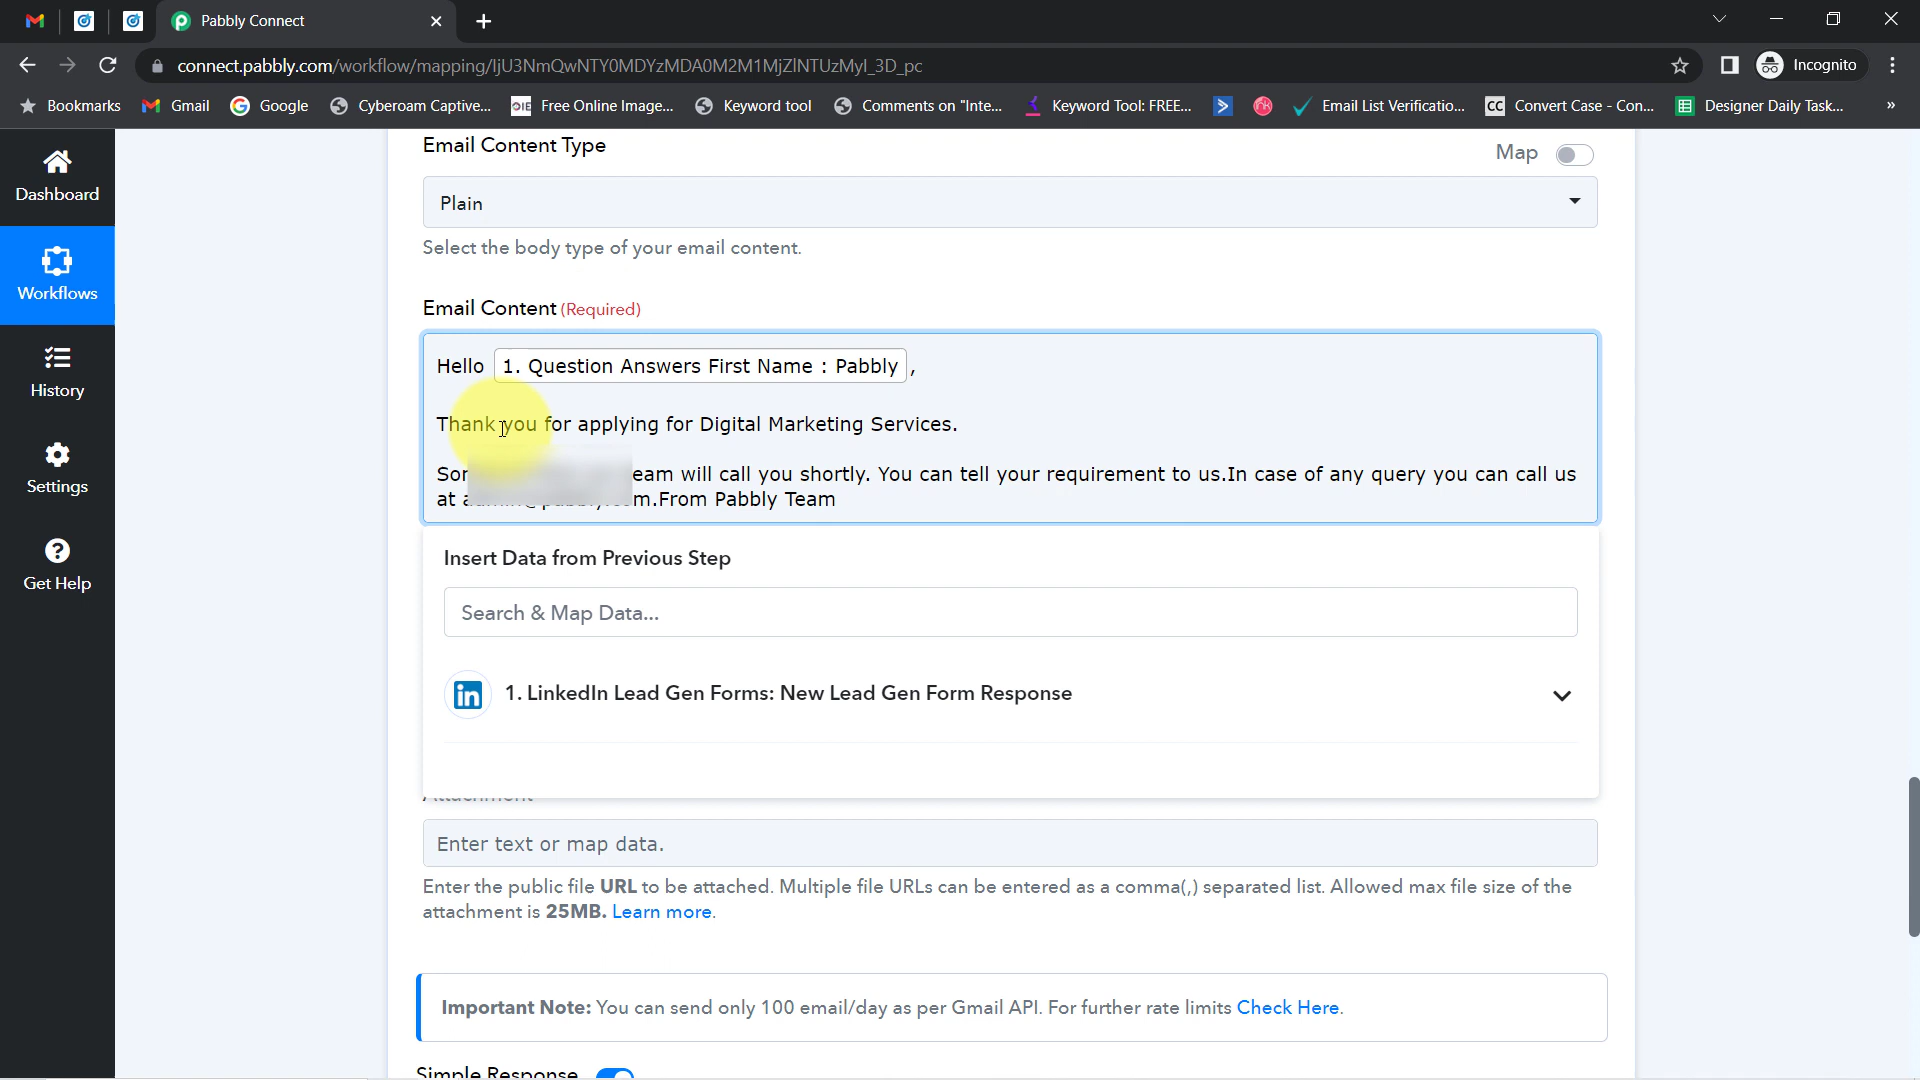 Pabbly Connect
connect.pabbly.com/workflow/mapping/IjU3NmQwNTY0MDYzMDA0M2M1MjZlNTUzMyI_3D_pc
Incognito
Bookmarks
Gmail
Google
Cyberoam Captive...
Free Online Image...
Keyword tool
Comments on "Inte...
Keyword Tool: FREE...
Email List Verificatio...
CC Convert Case - Con...
Designer Daily Task...
»
Dashboard
Workflows
History
Settings
Get Help
Email Content Type
Map
Plain
Select the body type of your email content.
Email Content (Required)
Hello 1. Question Answers First Name : Pabbly ,
Thank you for applying for Digital Marketing Services.
will call you shortly. You can tell your requirement to us.In case of any query you can call us
at From Pabbly Team
Insert Data from Previous Step
Search & Map Data...
in 1. LinkedIn Lead Gen Forms: New Lead Gen Form Response
Enter text or map data.
Enter the public file URL to be attached. Multiple file URLs can be entered as a comma(,) separated list. Allowed max file size of the
attachment is 25MB. Learn more.
Important Note: You can send only 100 email/day as per Gmail API. For further rate limits Check Here.
Simple Response